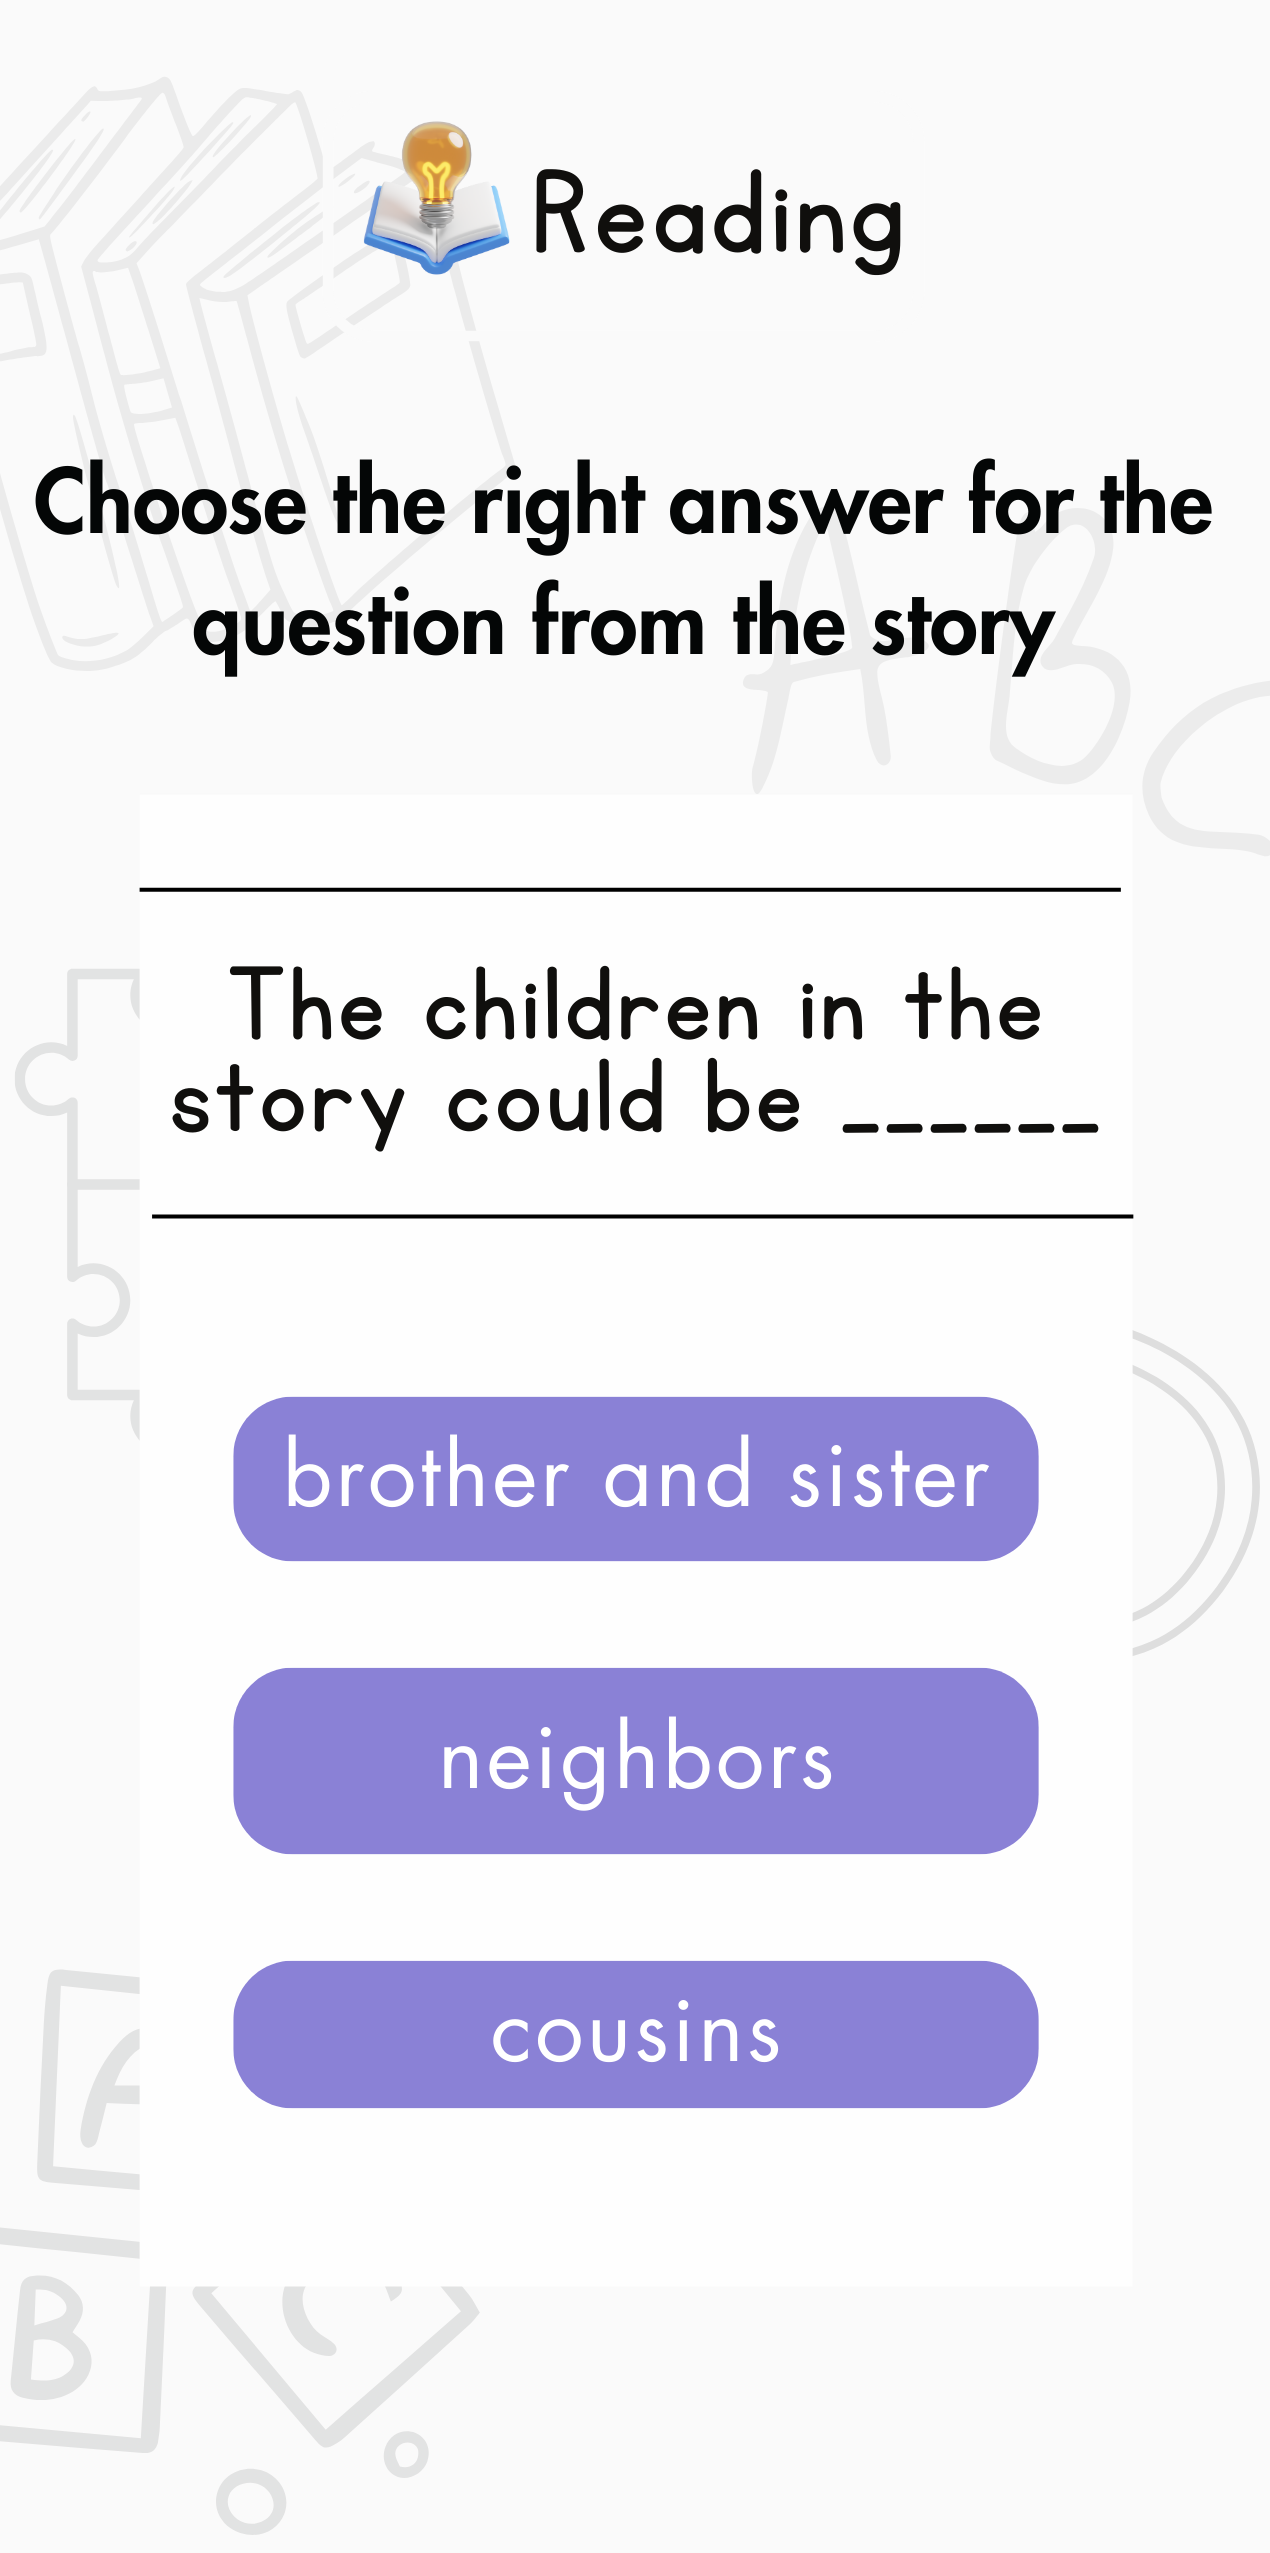 Reading
Choose the right answer for the
question from the story
The children in the
story could be ______
brother and sister
neighbors
cousins
A B
A
B